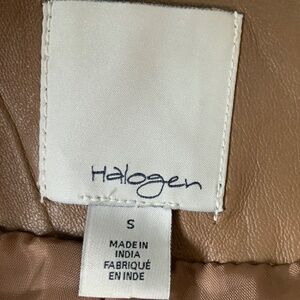 Halogen
S
MADE IN
INDIA
FABRIQUÉ
EN INDE